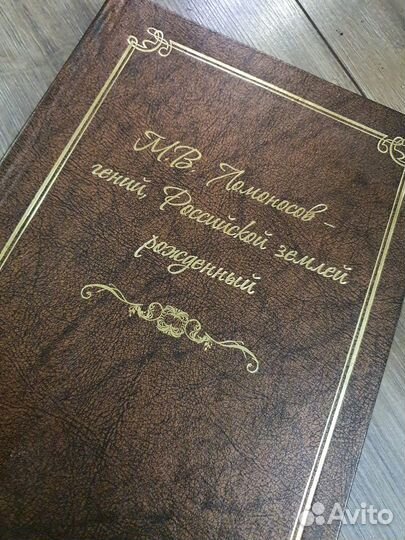 М.В. Ломоносов –
гений, Российской землей
рожденный
Avito